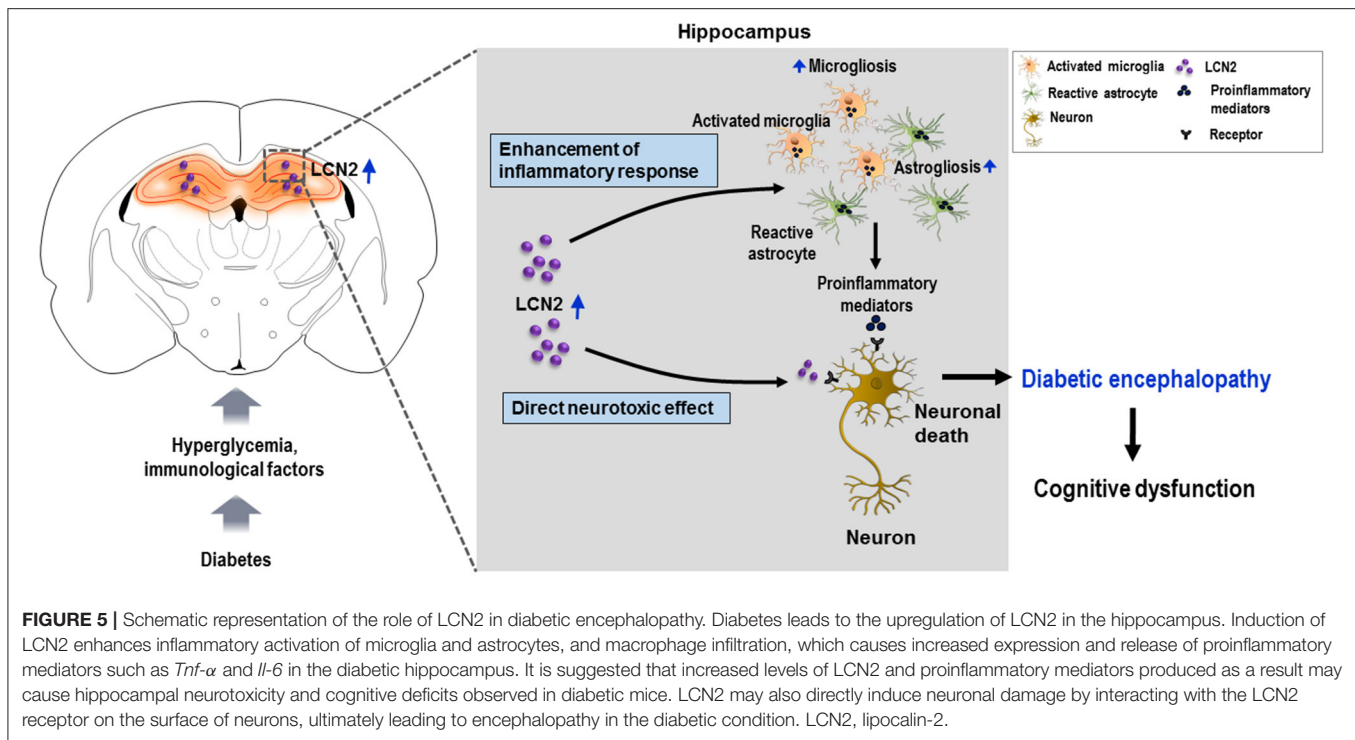 Hippocampus
Microgliosis
Activated microglia
Enhancement of
inflammatory response
Astrogliosis
LCN2
Reactive
astrocyte
Proinflammatory
mediators
LCN2
Direct neurotoxic effect
Neuronal
death
Neuron
Diabetic encephalopathy
Cognitive dysfunction
Hyperglycemia,
immunological factors
Diabetes
Activated microglia
LCN2
Reactive astrocyte
Proinflammatory
mediators
Neuron
Receptor
FIGURE 5 | Schematic representation of the role of LCN2 in diabetic encephalopathy. Diabetes leads to the upregulation of LCN2 in the hippocampus. Induction of
LCN2 enhances inflammatory activation of microglia and astrocytes, and macrophage infiltration, which causes increased expression and release of proinflammatory
mediators such as Tnf-α and Il-6 in the diabetic hippocampus. It is suggested that increased levels of LCN2 and proinflammatory mediators produced as a result may
cause hippocampal neurotoxicity and cognitive deficits observed in diabetic mice. LCN2 may also directly induce neuronal damage by interacting with the LCN2
receptor on the surface of neurons, ultimately leading to encephalopathy in the diabetic condition. LCN2, lipocalin-2.